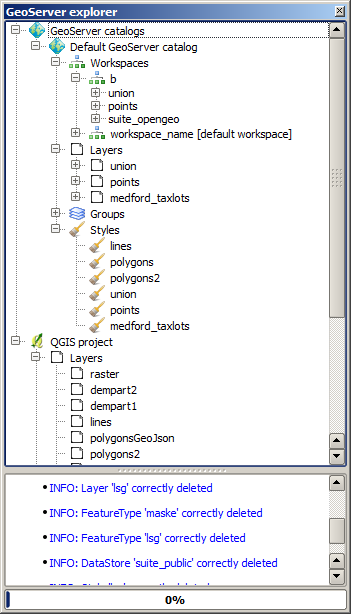 GeoServer explorer
GeoServer catalogs
Default GeoServer catalog
Workspaces
b
union
points
suite_opengeo
workspace_name [default workspace]
Layers
union
points
medford_taxlots
Groups
Styles
lines
polygons
polygons2
union
points
medford_taxlots
QGIS project
Layers
raster
dempart2
dempart1
lines
polygonsGeoJson
polygons2
INFO: Layer 'lsg' correctly deleted
INFO: FeatureType 'maske' correctly deleted
INFO: FeatureType 'lsg' correctly deleted
INFO: DataStore 'suite_public' correctly deleted
0%